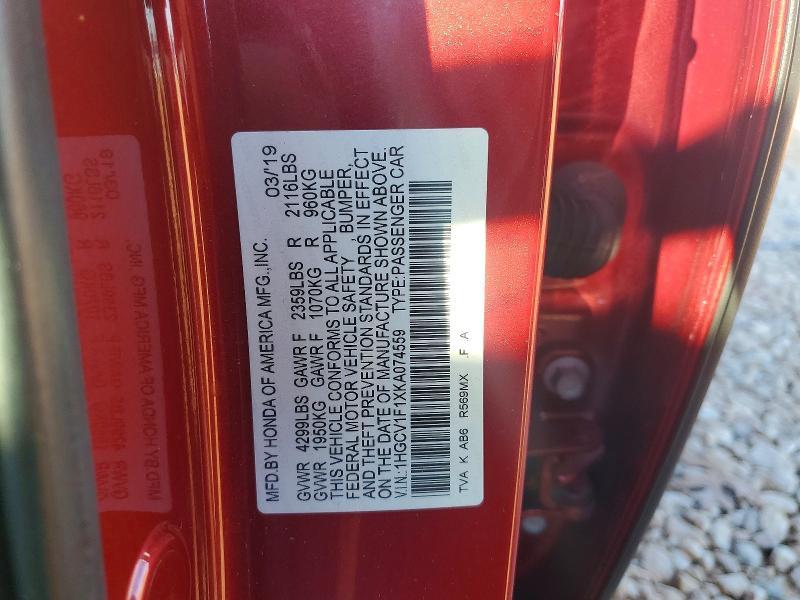 MFD.BY HONDA OF AMERICA MFG.,INC. 03/19
GVWR 4299LBS GAWR F 2359LBS R 2116LBS
GVWR 1950KG GAWR F 1070KG R 960KG
THIS VEHICLE CONFORMS TO ALL APPLICABLE
FEDERAL MOTOR VEHICLE SAFETY , BUMPER,
AND THEFT PREVENTION STANDARDS IN EFFECT
ON THE DATE OF MANUFACTURE SHOWN ABOVE.
V.I.N.:1HGCV1F1XKA074559 TYPE:PASSENGER CAR
TVA K AB6 R569MX .F .A